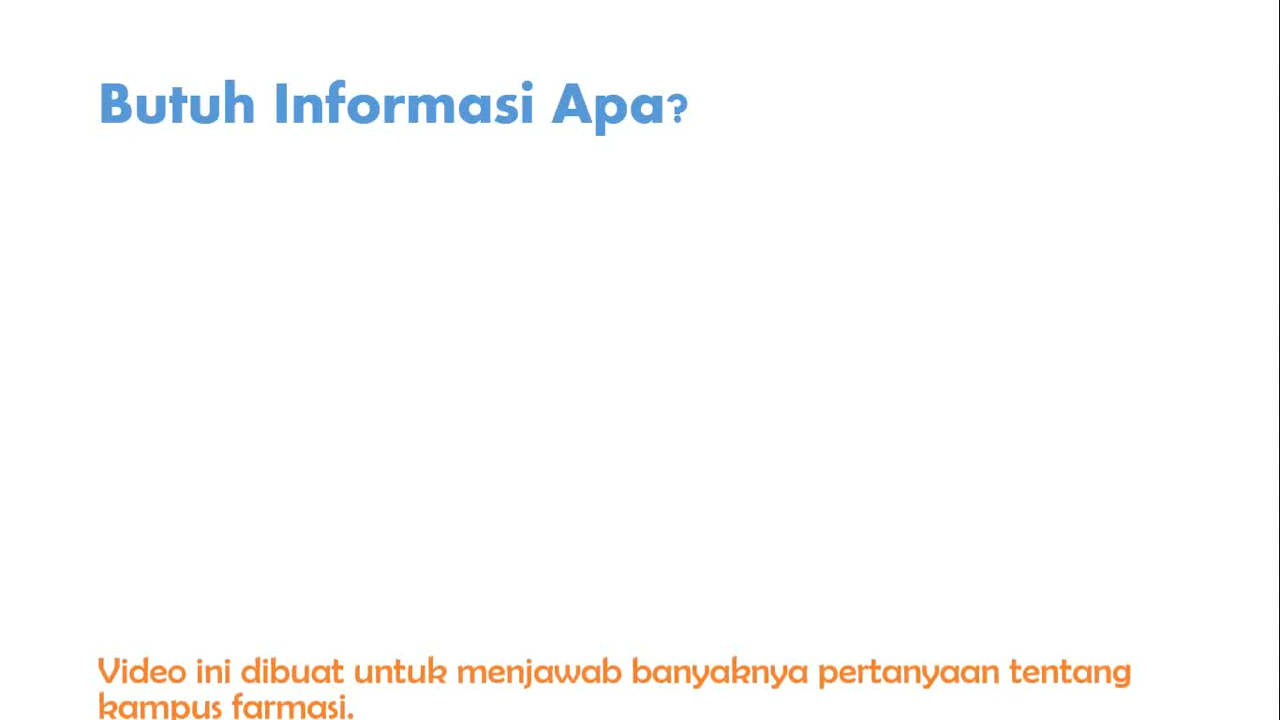 Butuh Informasi Apa?
Video ini dibuat untuk menjawab banyaknya pertanyaan tentang
kampus farmasi.